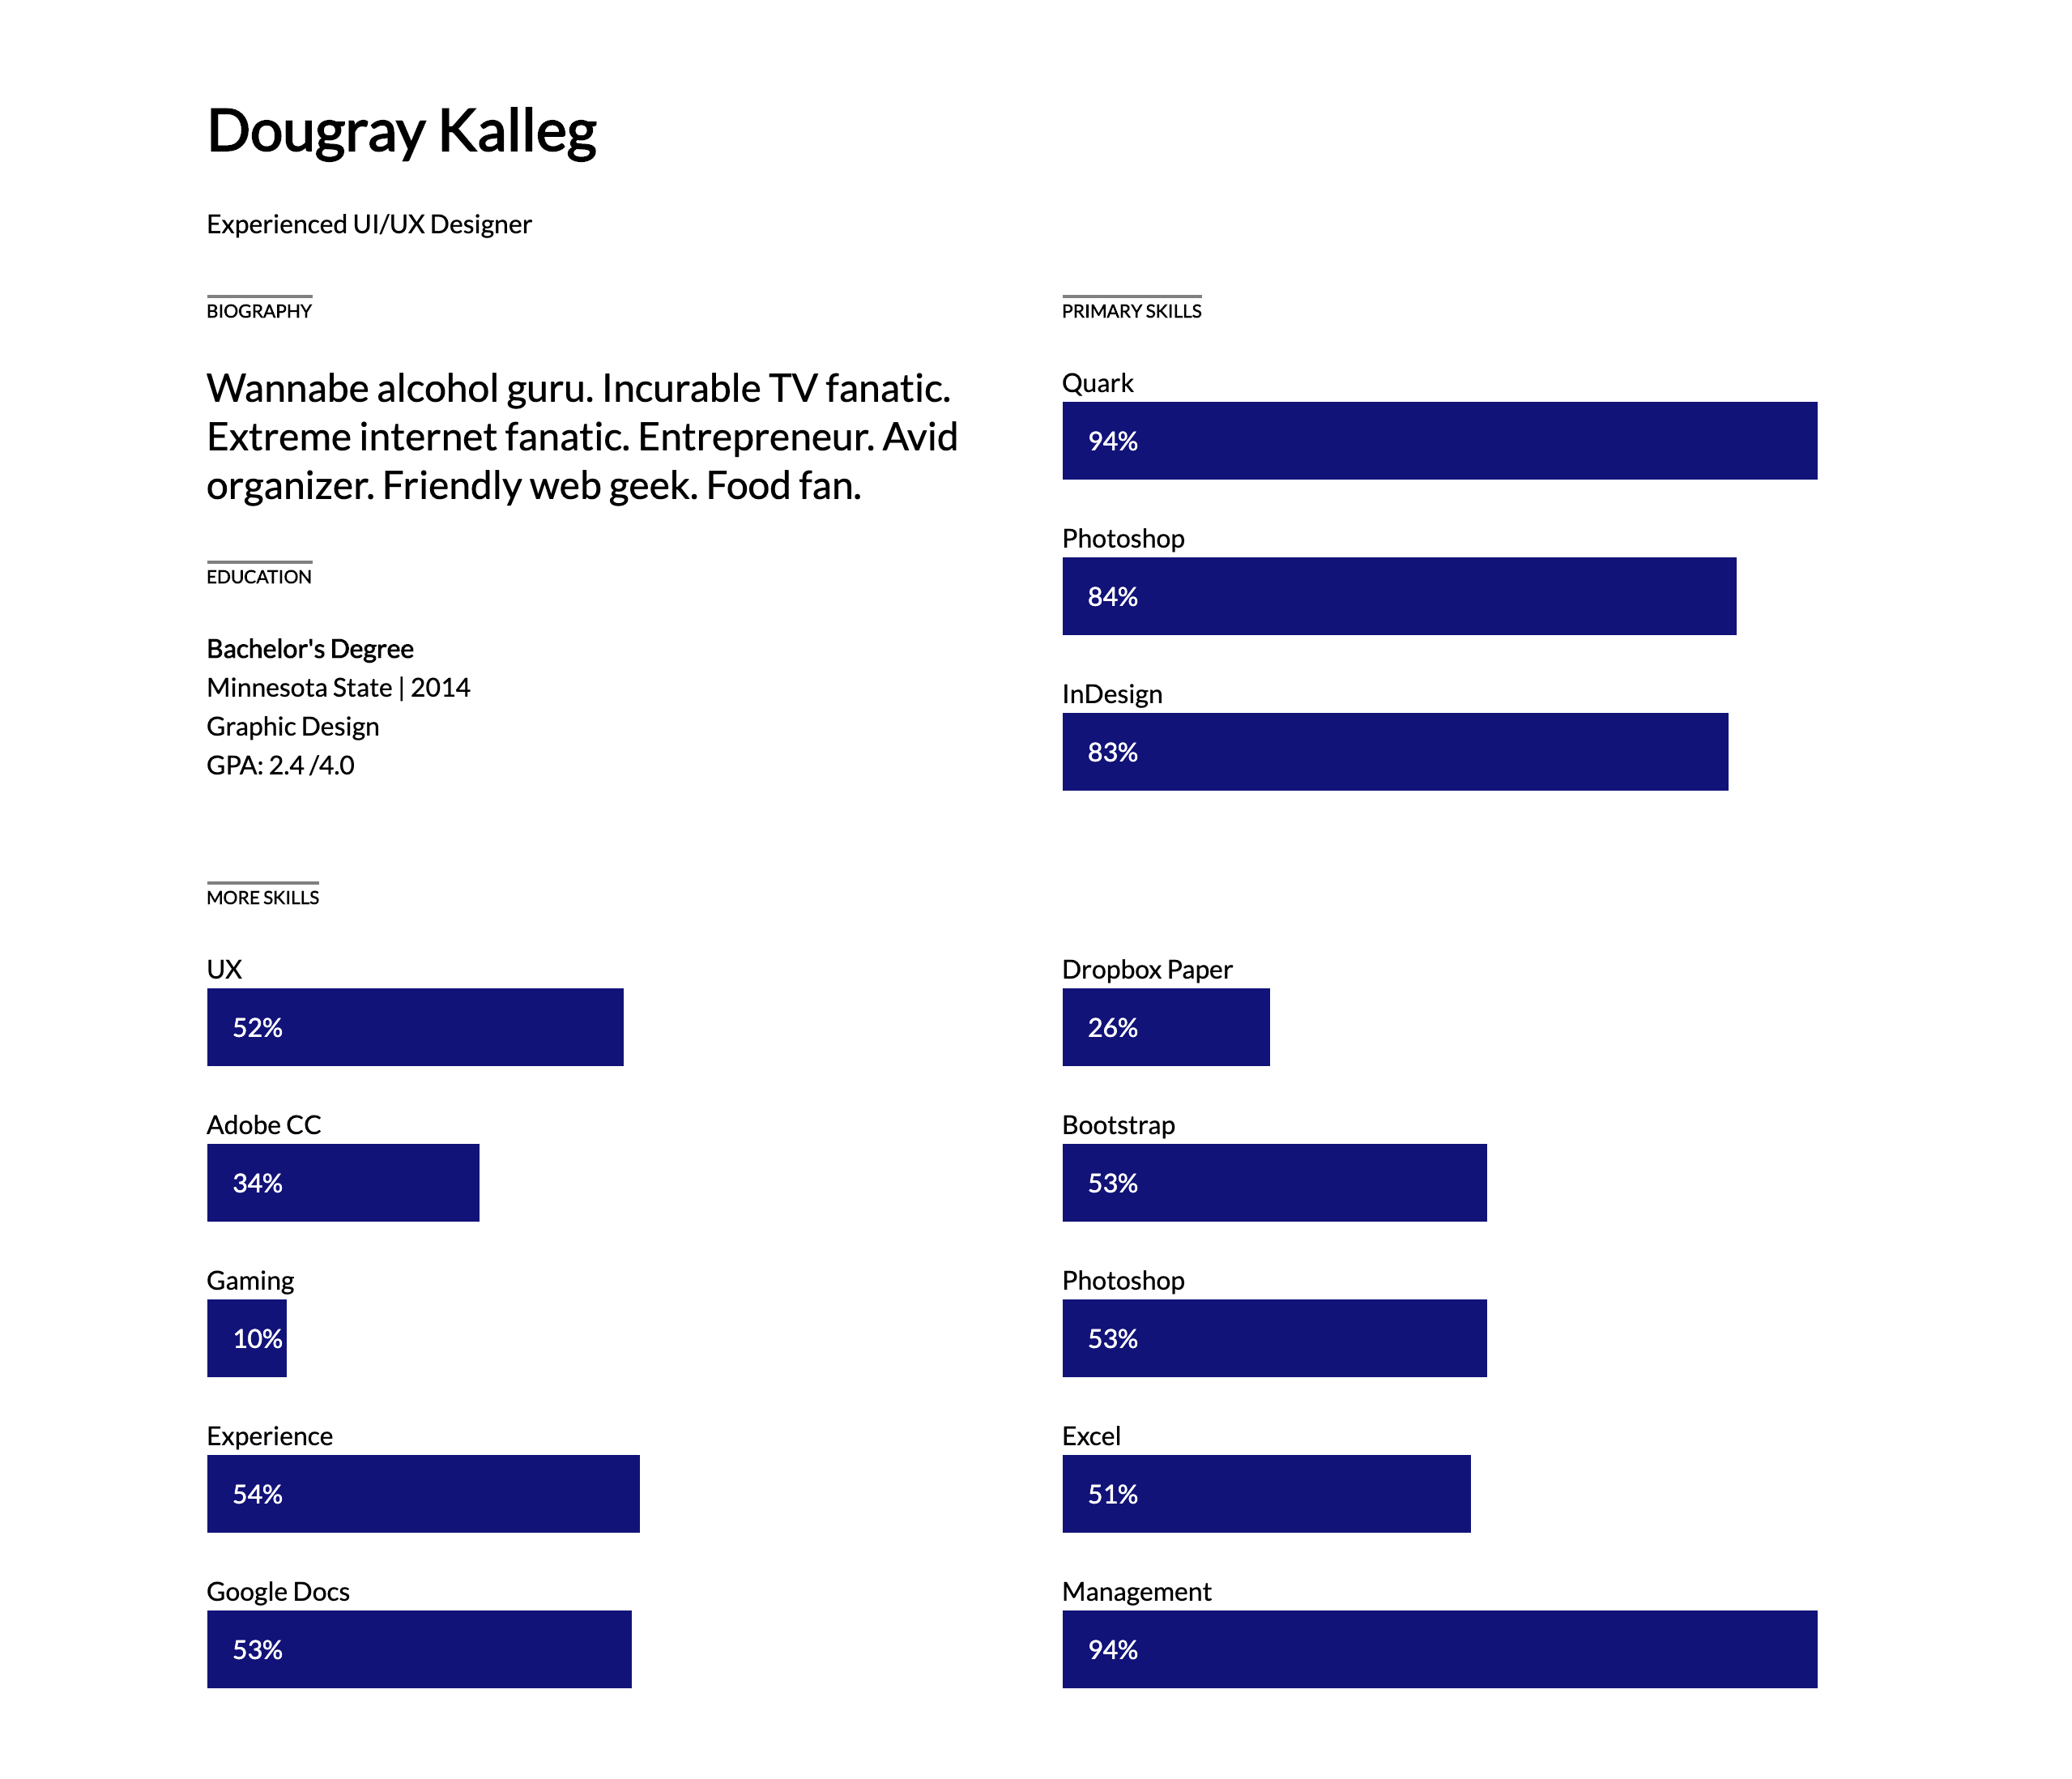 Dougray Kalleg
Experienced UI/UX Designer
BIOGRAPHY
Wannabe alcohol guru. Incurable TV fanatic.
Extreme internet fanatic. Entrepreneur. Avid
organizer. Friendly web geek. Food fan.
EDUCATION
Bachelor's Degree
Minnesota State | 2014
Graphic Design
GPA: 2.4 /4.0
PRIMARY SKILLS
Quark
94%
Photoshop
84%
InDesign
83%
MORE SKILLS
UX
52%
Adobe CC
34%
Gaming
10%
Experience
54%
Google Docs
53%
Dropbox Paper
26%
Bootstrap
53%
Photoshop
53%
Excel
51%
Management
94%